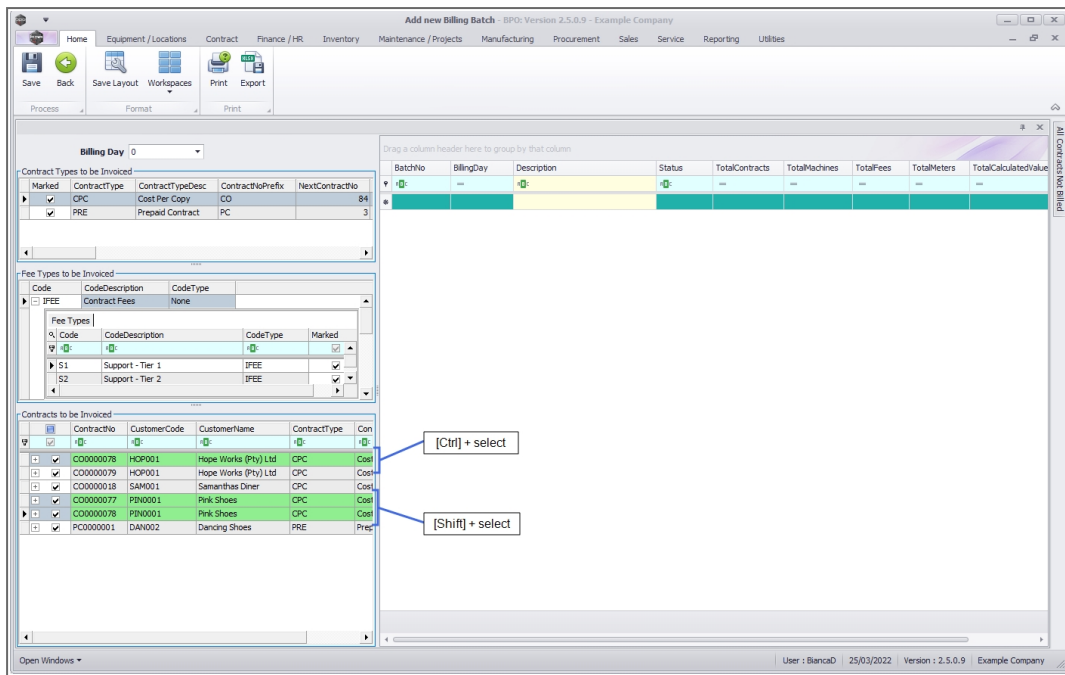 Add new Billing Batch - BPO: Version 2.5.0.9 - Example Company
Home Equipment / Locations Contract Finance / HR Inventory Maintenance / Projects Manufacturing Procurement Sales Service Reporting Utilities
Save Back Save Layout Workspaces Print Export
Process Format Print
Billing Day 0
Contract Types to be Invoiced
Marked ContractType ContractTypeDesc ContractNoPrefix NextContractNo
CPC Cost Per Copy CO 84
PRE Prepaid Contract PC 3
Fee Types to be Invoiced
Code CodeDescription CodeType
IFEE Contract Fees None
Fee Types
Code CodeDescription CodeType Marked
S1 Support - Tier 1 IFEE
S2 Support - Tier 2 IFEE
Contracts to be Invoiced
ContractNo CustomerCode CustomerName ContractType Con
CO0000078 HOP001 Hope Works (Pty) Ltd CPC Cost
CO0000079 HOP001 Hope Works (Pty) Ltd CPC Cost
CO0000018 SAM001 Samanthas Diner CPC Cost
CO0000077 PIN0001 Pink Shoes CPC Cost
CO0000078 PIN0001 Pink Shoes CPC Cost
PC0000001 DAN002 Dancing Shoes PRE Prep
[Ctrl] + select
[Shift] + select
Drag a column header here to group by that column
BatchNo BillingDay Description Status TotalContracts TotalMachines TotalFees TotalMeters TotalCalculatedValue
All Contracts Not Billed
Open Windows
User : BiancaD 25/03/2022 Version : 2.5.0.9 Example Company